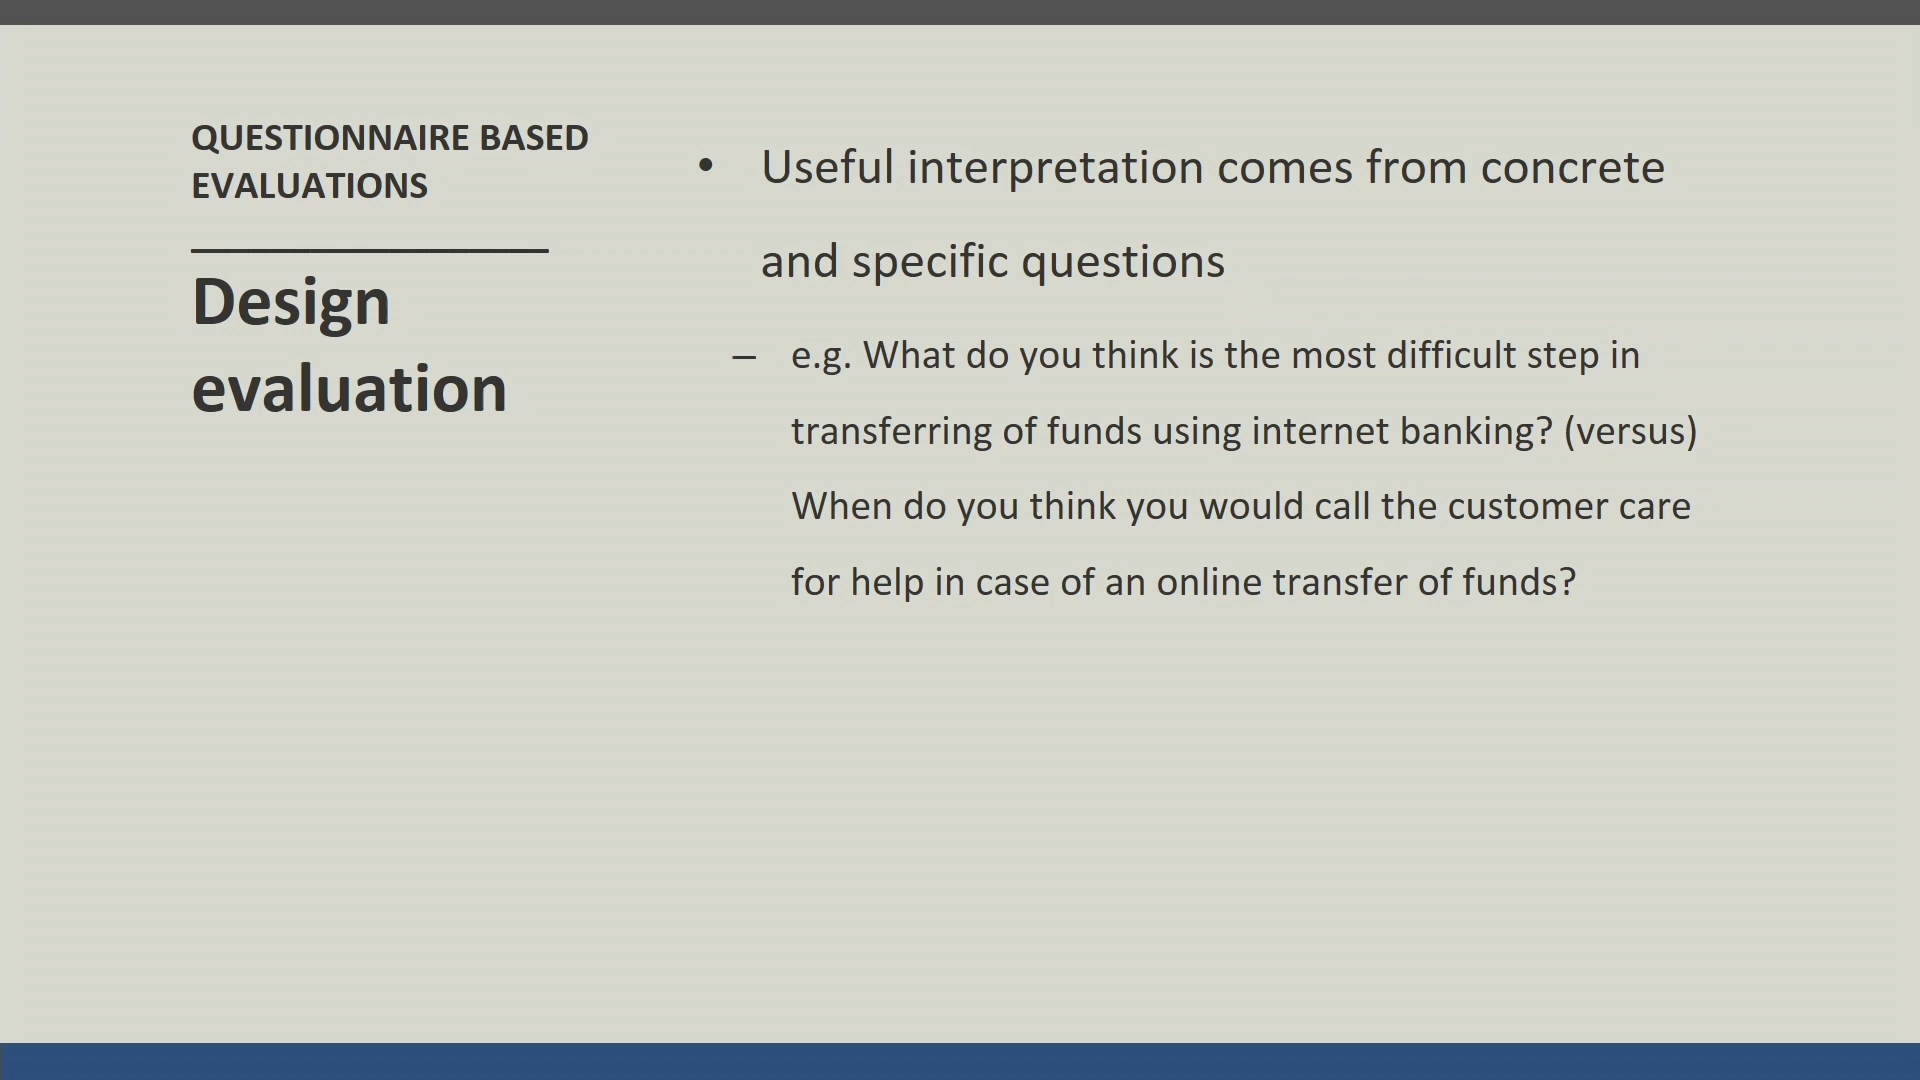 QUESTIONNAIRE BASED
EVALUATIONS
Design
evaluation
• Useful interpretation comes from concrete
and specific questions
– e.g. What do you think is the most difficult step in
transferring of funds using internet banking? (versus)
When do you think you would call the customer care
for help in case of an online transfer of funds?